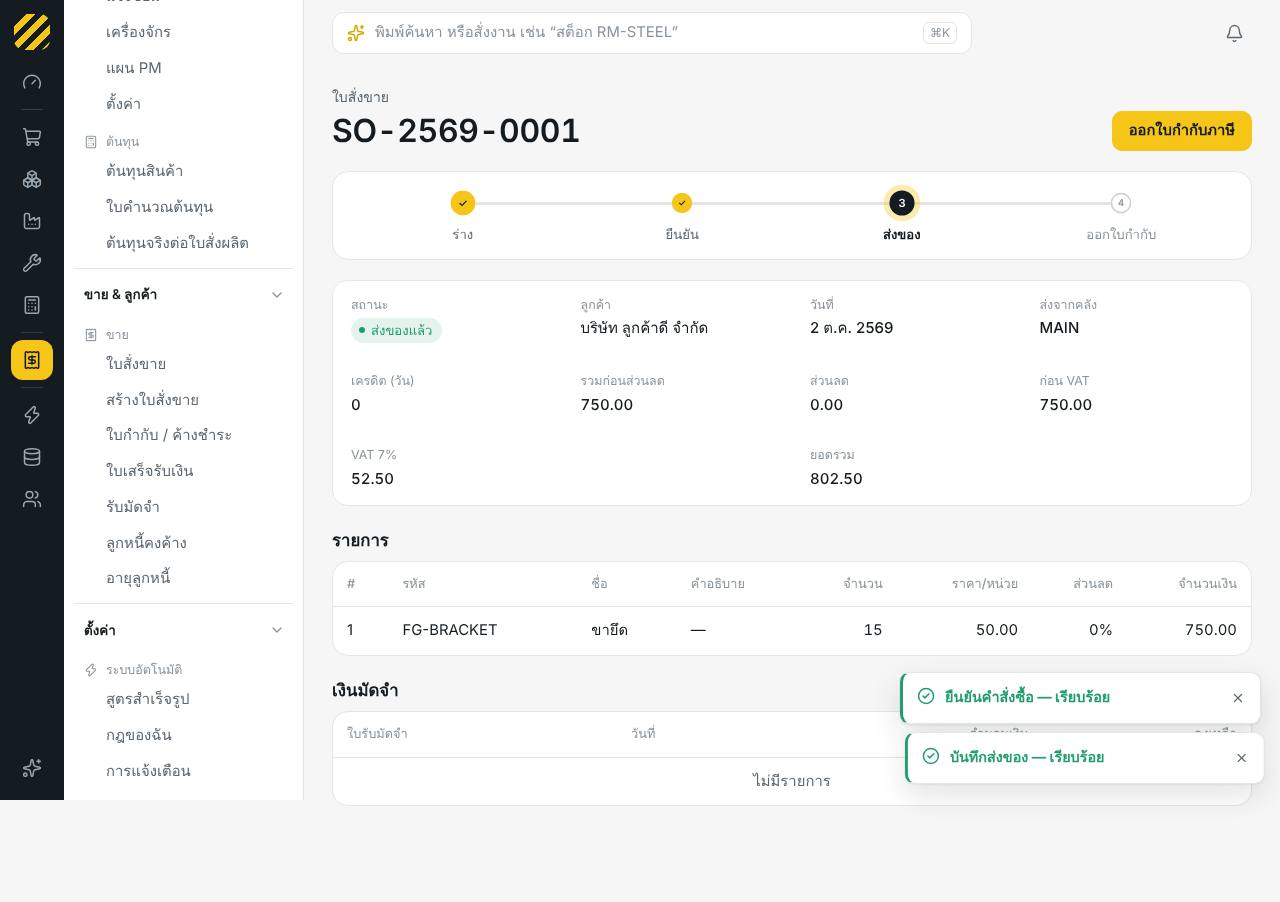 เครื่องจักร
แผน PM
ตั้งค่า
ต้นทุน
ต้นทุนสินค้า
ใบคำนวณต้นทุน
ต้นทุนจริงต่อใบสั่งผลิต
ขาย & ลูกค้า
ขาย
ใบสั่งขาย
สร้างใบสั่งขาย
ใบกำกับ / ค้างชำระ
ใบเสร็จรับเงิน
รับมัดจำ
ลูกหนี้คงค้าง
อายุลูกหนี้
ตั้งค่า
ระบบอัตโนมัติ
สูตรสำเร็จรูป
กฎของฉัน
การแจ้งเตือน
พิมพ์ค้นหา หรือสั่งงาน เช่น “สต็อก RM-STEEL” ⌘K
ใบสั่งขาย
SO-2569-0001
ออกใบกำกับภาษี
3 4
ร่าง ยืนยัน ส่งของ ออกใบกำกับ
สถานะ ลูกค้า วันที่ ส่งจากคลัง
ส่งของแล้ว บริษัท ลูกค้าดี จำกัด 2 ต.ค. 2569 MAIN
เครดิต (วัน) รวมก่อนส่วนลด ส่วนลด ก่อน VAT
0 750.00 0.00 750.00
VAT 7% ยอดรวม
52.50 802.50
รายการ
# รหัส ชื่อ คำอธิบาย จำนวน ราคา/หน่วย ส่วนลด จำนวนเงิน
1 FG-BRACKET ขายึด — 15 50.00 0% 750.00
เงินมัดจำ
ใบรับมัดจำ วันที่
ไม่มีรายการ
ยืนยันคำสั่งซื้อ — เรียบร้อย
บันทึกส่งของ — เรียบร้อย